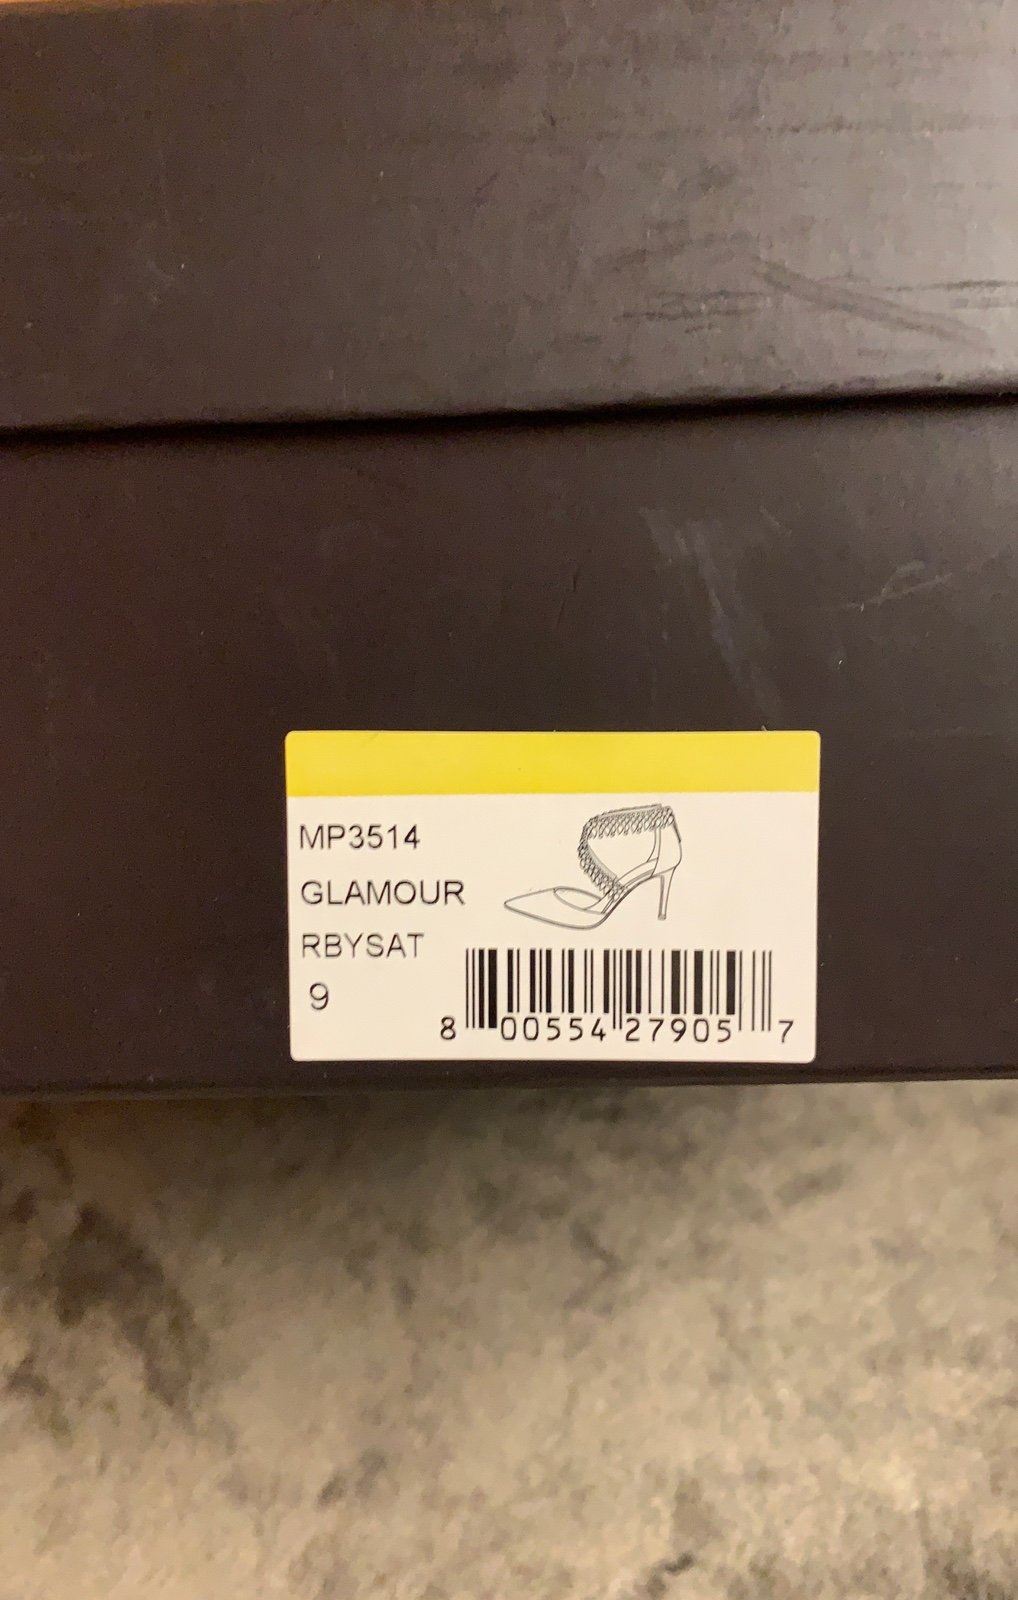 MP3514
GLAMOUR
RBYSAT
9
8 00554 27905 7